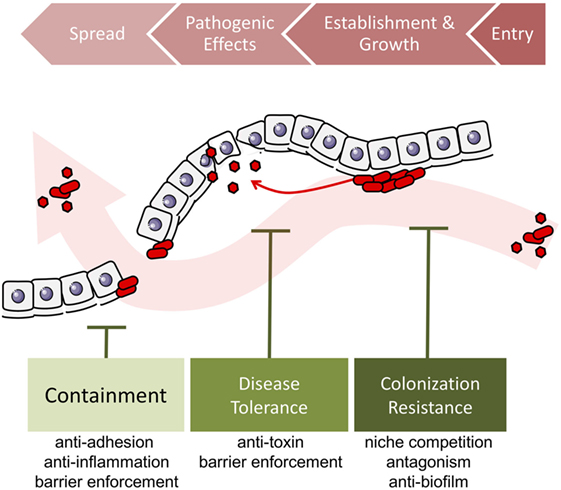 Spread
Pathogenic
Effects
Establishment &
Growth
Entry
Containment
anti-adhesion
anti-inflammation
barrier enforcement
Disease
Tolerance
anti-toxin
barrier enforcement
Colonization
Resistance
niche competition
antagonism
anti-biofilm